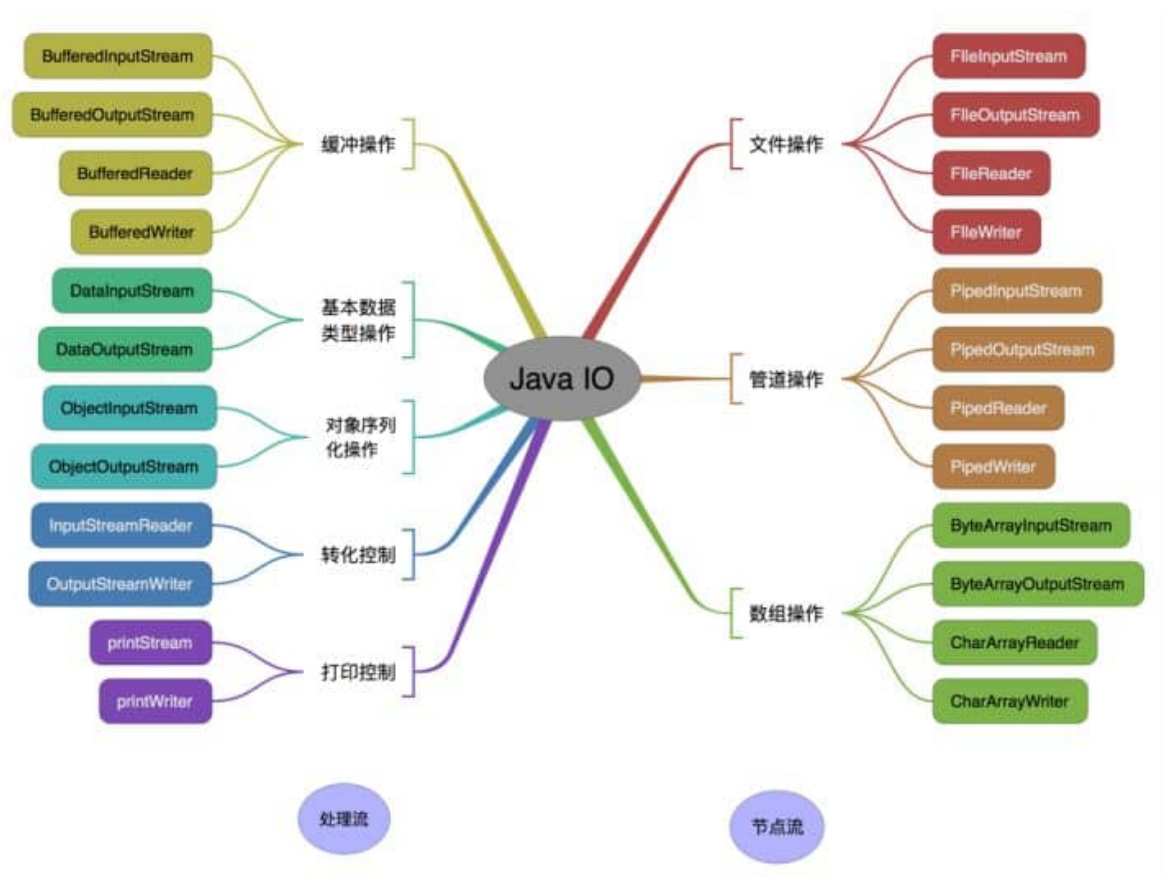 BufferedInputStream
BufferedOutputStream
BufferedReader
BufferedWriter
缓冲操作
DataInputStream
DataOutputStream
基本数据
类型操作
ObjectInputStream
ObjectOutputStream
对象序列
化操作
InputStreamReader
OutputStreamWriter
转化控制
printStream
printWriter
打印控制
Java IO
文件操作
FIleInputStream
FIleOutputStream
FIleReader
FIleWriter
管道操作
PipedInputStream
PipedOutputStream
PipedReader
PipedWriter
数组操作
ByteArrayInputStream
ByteArrayOutputStream
CharArrayReader
CharArrayWriter
处理流
节点流